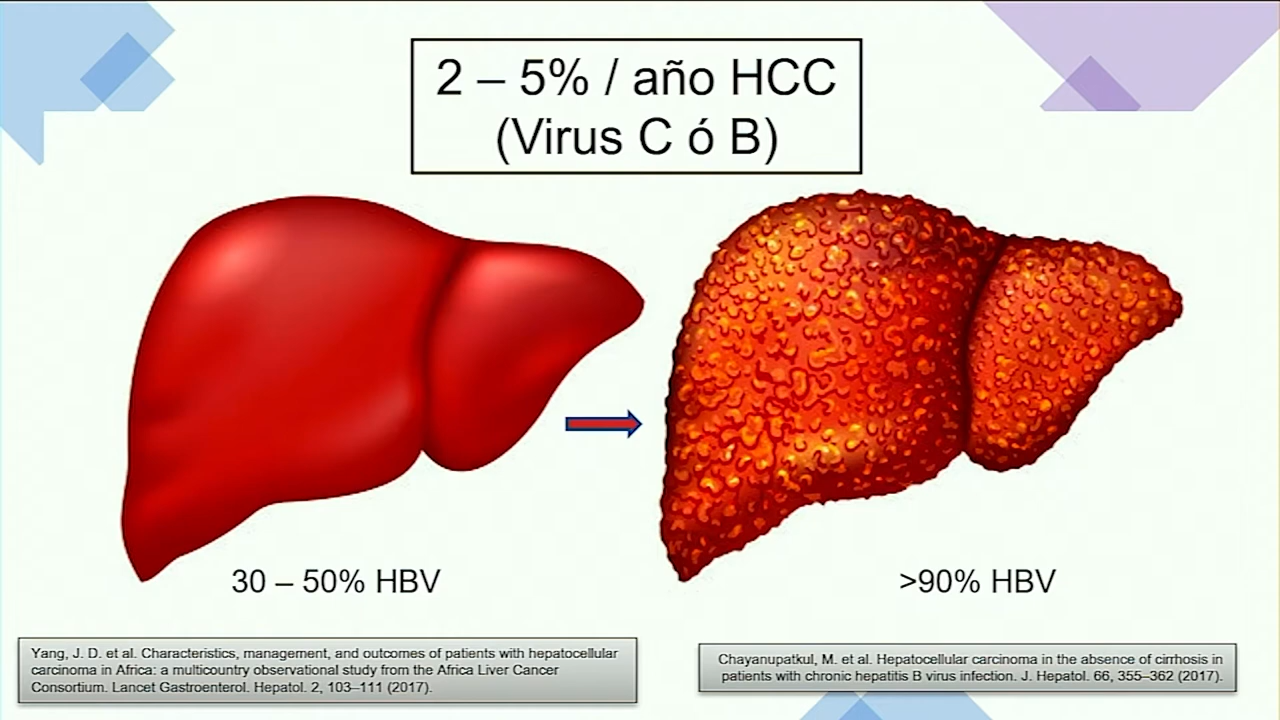 2 – 5% / año HCC
(Virus C ó B)
30 – 50% HBV
>90% HBV
Yang, J. D. et al. Characteristics, management, and outcomes of patients with hepatocellular
carcinoma in Africa: a multicountry observational study from the Africa Liver Cancer
Consortium. Lancet Gastroenterol. Hepatol. 2, 103–111 (2017).
Chayanupatkul, M. et al. Hepatocellular carcinoma in the absence of cirrhosis in
patients with chronic hepatitis B virus infection. J. Hepatol. 66, 355–362 (2017).